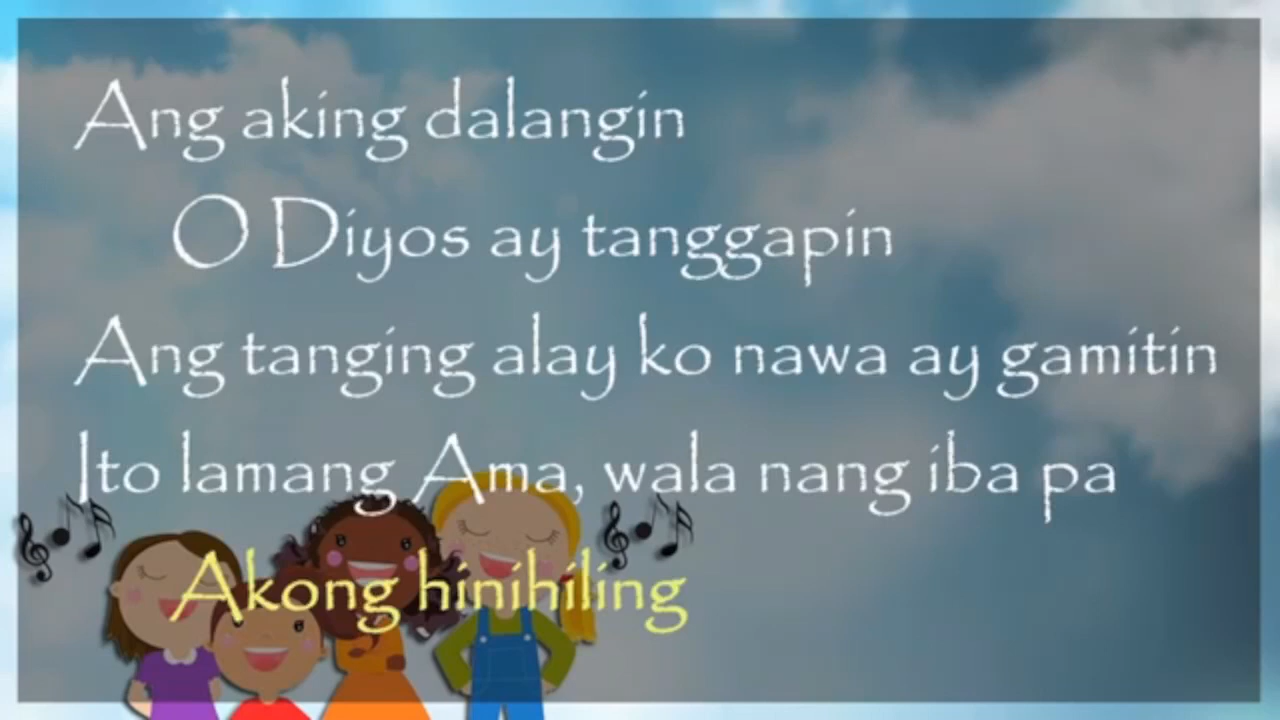 Ang aking dalangin
O Diyos ay tanggapin
Ang tanging alay ko nawa ay gamitin
Ito lamang Ama, wala nang iba pa
Akong hinihiling